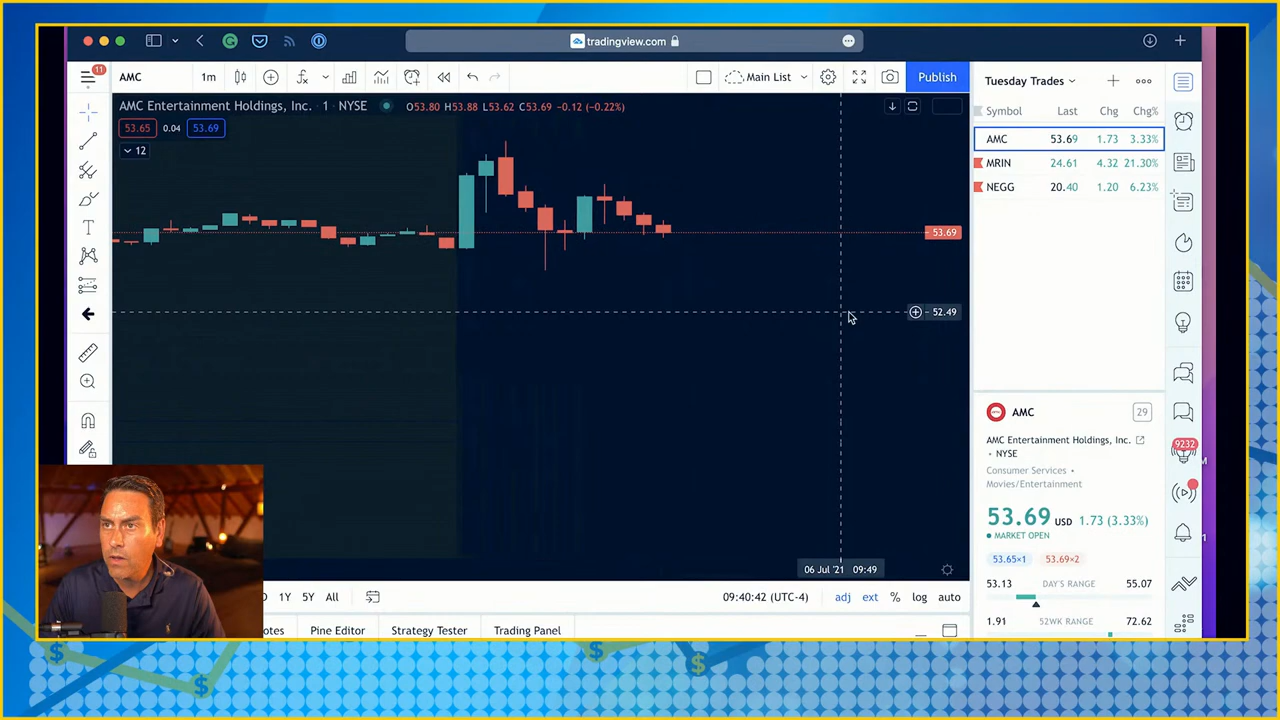 tradingview.com
11
AMC
1m
Main List
Publish
Tuesday Trades
AMC Entertainment Holdings, Inc. · 1 · NYSE
O53.80 H53.88 L53.62 C53.69 -0.12 (-0.22%)
53.65 0.04 53.69
12
Symbol Last Chg Chg%
AMC 53.69 1.73 3.33%
MRIN 24.61 4.32 21.30%
NEGG 20.40 1.20 6.23%
53.69
52.49
06 Jul '21 09:49
AMC
29
AMC Entertainment Holdings, Inc.
• NYSE
Consumer Services •
Movies/Entertainment
53.69 USD 1.73 (3.33%)
MARKET OPEN
53.65×1 53.69×2
53.13 DAY'S RANGE 55.07
1.91 52WK RANGE 72.62
9232
1Y 5Y All
09:40:42 (UTC-4)
adj ext % log auto
Pine Editor
Strategy Tester
Trading Panel